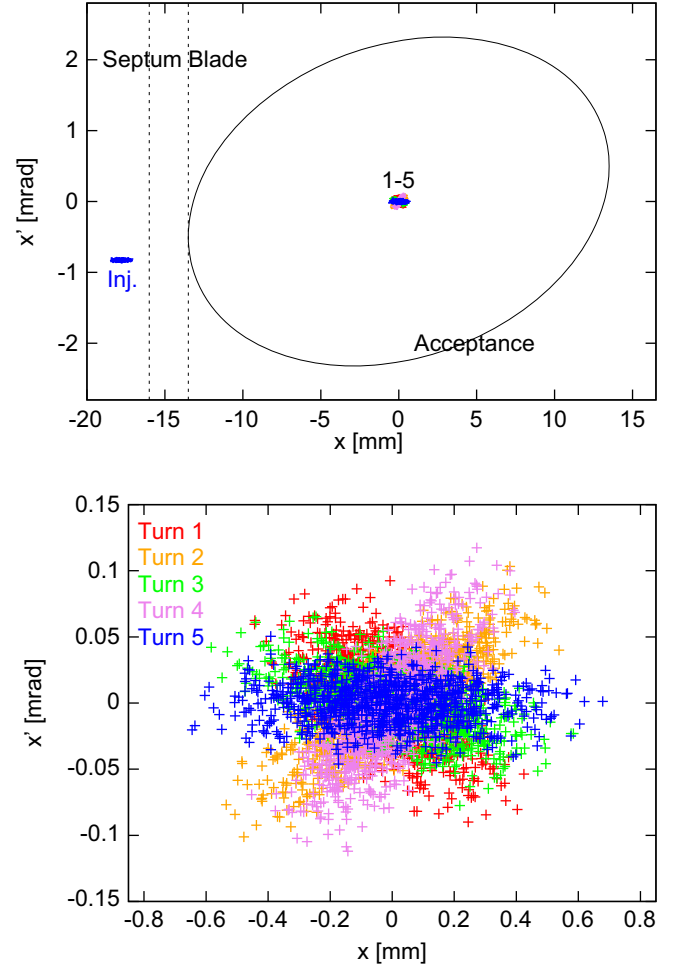 2
Septum Blade
1
1-5
0
x' [mrad]
-1
Inj.
Acceptance
-2
-20 -15 -10 -5 0 5 10 15
x [mm]
0.15
Turn 1
Turn 2
0.1
Turn 3
Turn 4
0.05
Turn 5
0
x' [mrad]
-0.05
-0.1
-0.15
-0.8 -0.6 -0.4 -0.2 0 0.2 0.4 0.6 0.8
x [mm]